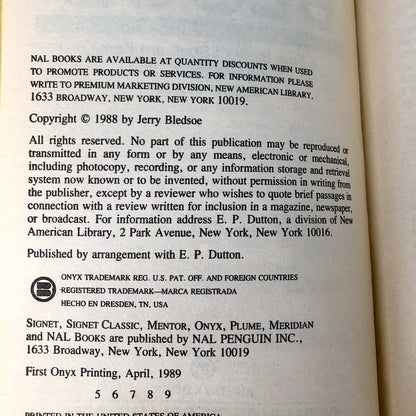 NAL BOOKS ARE AVAILABLE AT QUANTITY DISCOUNTS WHEN USED
TO PROMOTE PRODUCTS OR SERVICES. FOR INFORMATION PLEASE
WRITE TO PREMIUM MARKETING DIVISION, NEW AMERICAN LIBRARY,
1633 BROADWAY, NEW YORK, NEW YORK 10019.
Copyright © 1988 by Jerry Bledsoe
All rights reserved. No part of this publication may be reproduced or
transmitted in any form or by any means, electronic or mechanical,
including photocopy, recording, or any information storage and retrieval
system now known or to be invented, without permission in writing from
the publisher, except by a reviewer who wishes to quote brief passages in
connection with a review written for inclusion in a magazine, newspaper,
or broadcast. For information address E. P. Dutton, a division of New
American Library, 2 Park Avenue, New York, New York 10016.
Published by arrangement with E. P. Dutton.
ONYX TRADEMARK REG. U.S. PAT. OFF. AND FOREIGN COUNTRIES
REGISTERED TRADEMARK—MARCA REGISTRADA
HECHO EN DRESDEN, TN, USA
SIGNET, SIGNET CLASSIC, MENTOR, ONYX, PLUME, MERIDIAN
and NAL BOOKS are published by NAL PENGUIN INC.,
1633 Broadway, New York, New York 10019
First Onyx Printing, April, 1989
5 6 7 8 9
PRINTED IN THE UNITED STATES OF AMERICA